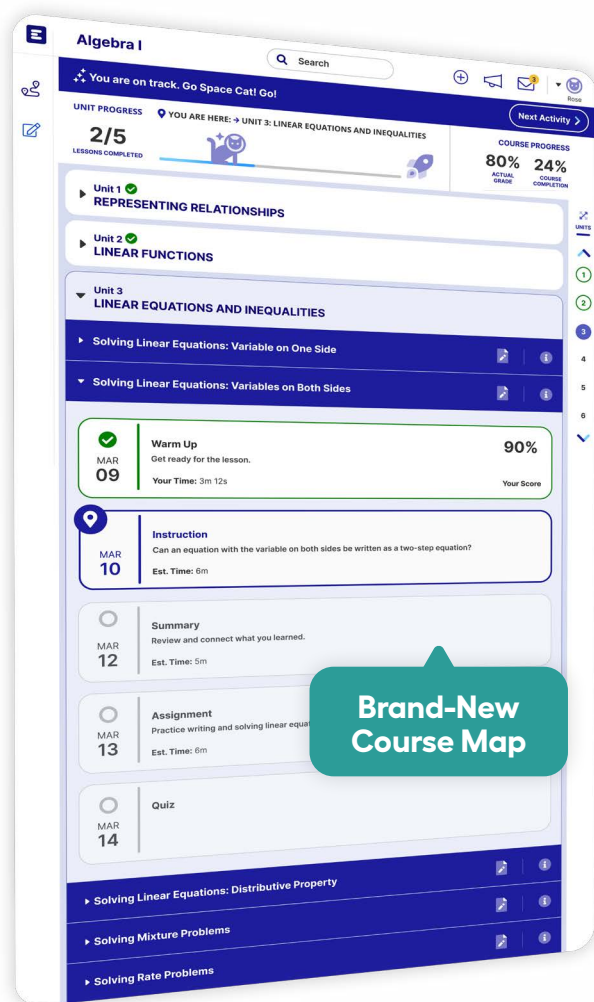 Algebra I
Search
3
Rose
You are on track. Go Space Cat! Go!
Next Activity
UNIT PROGRESS
2/5
LESSONS COMPLETED
YOU ARE HERE: → UNIT 3: LINEAR EQUATIONS AND INEQUALITIES
COURSE PROGRESS
80%
ACTUAL
GRADE
24%
COURSE
COMPLETION
UNITS
1
2
3
4
5
6
Unit 1
REPRESENTING RELATIONSHIPS
Unit 2
LINEAR FUNCTIONS
Unit 3
LINEAR EQUATIONS AND INEQUALITIES
Solving Linear Equations: Variable on One Side
Solving Linear Equations: Variables on Both Sides
MAR
09
Warm Up
Get ready for the lesson.
Your Time: 3m 12s
90%
Your Score
MAR
10
Instruction
Can an equation with the variable on both sides be written as a two-step equation?
Est. Time: 6m
MAR
12
Summary
Review and connect what you learned.
Est. Time: 5m
MAR
13
Assignment
Practice writing and solving linear
Est. Time: 6m
Brand-New
Course Map
MAR
14
Quiz
Solving Linear Equations: Distributive Property
Solving Mixture Problems
Solving Rate Problems